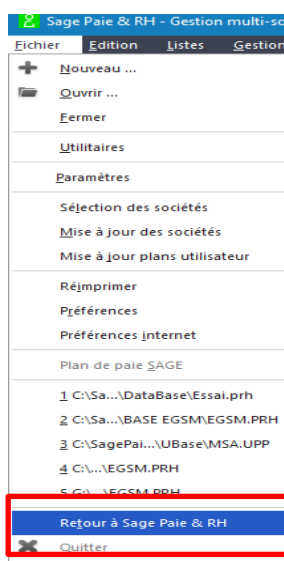 Sage Paie & RH - Gestion multi-so
Fichier Edition Listes Gestion
Nouveau ...
Ouvrir ...
Fermer
Utilitaires
Paramètres
Sélection des sociétés
Mise à jour des sociétés
Mise à jour plans utilisateur
Réimprimer
Préférences
Préférences internet
Plan de paie SAGE
1 C:\Sa...\DataBase\Essai.prh
2 C:\Sa...\BASE EGSM\EGSM.PRH
3 C:\SagePai...\UBase\MSA.UPP
4 C:\...\EGSM.PRH
5 G:\...\EGSM.PRH
Retour à Sage Paie & RH
Quitter